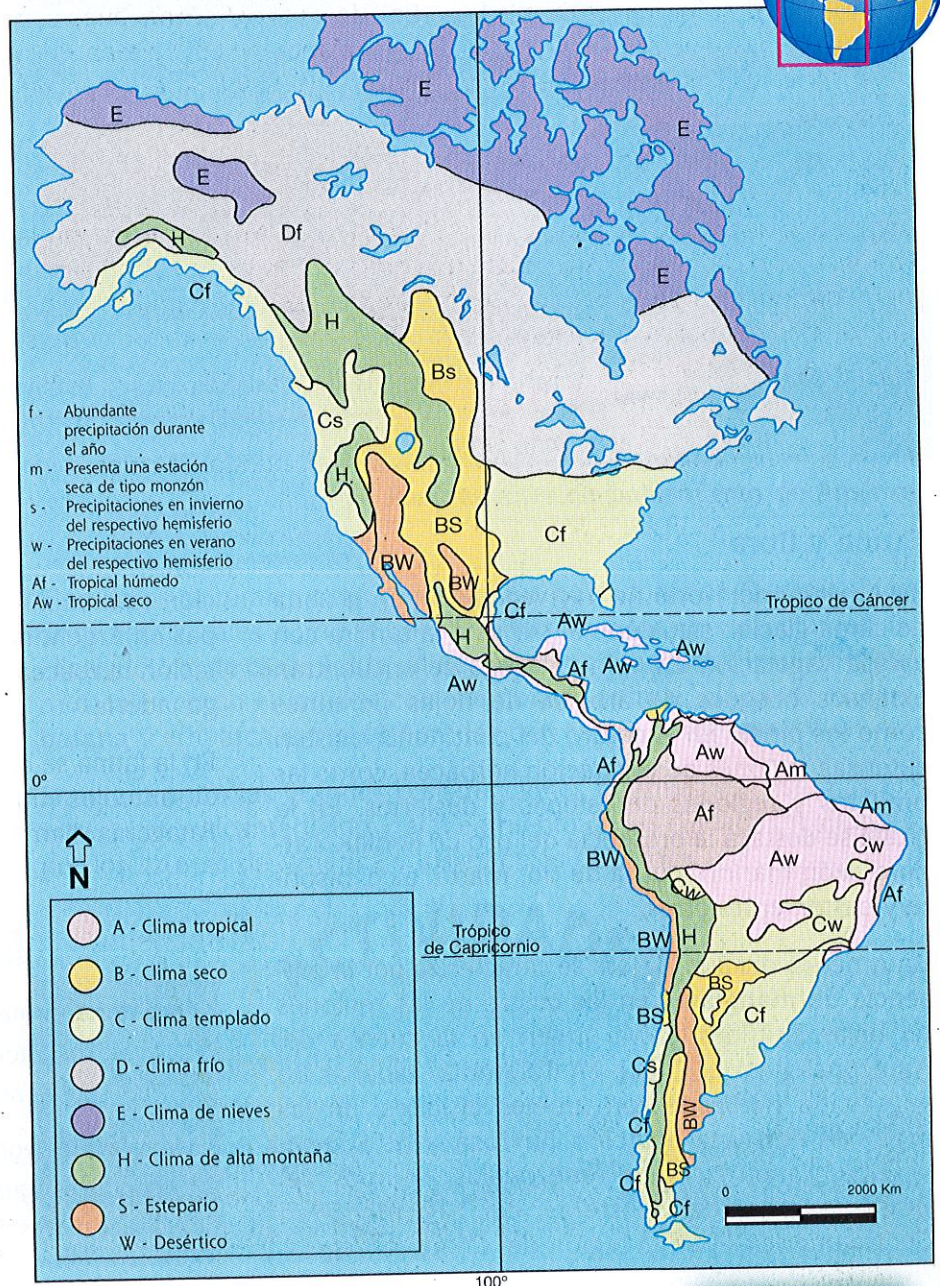 E
E
E
E
Df
H
E
Cf
H
Bs
f - Abundante
precipitación durante
el año
m - Presenta una estación
seca de tipo monzón
s - Precipitaciones en invierno
del respectivo hemisferio
w - Precipitaciones en verano
del respectivo hemisferio
Af - Tropical húmedo
Aw - Tropical seco
Cs
H
BS
Cf
BW
BW
Trópico de Cáncer
Cf
Aw
H
Aw
Af
Aw
Aw
Af
Aw
Am
0°
Af
Am
Cw
BW
Aw
Af
Cw
Cw
Trópico
de Capricornio
BW
H
BS
BS
Cf
Cs
Cf
BW
BS
Cf
Cf
N
A - Clima tropical
B - Clima seco
C - Clima templado
D - Clima frío
E - Clima de nieves
H - Clima de alta montaña
S - Estepario
W - Desértico
0 2000 Km
100°